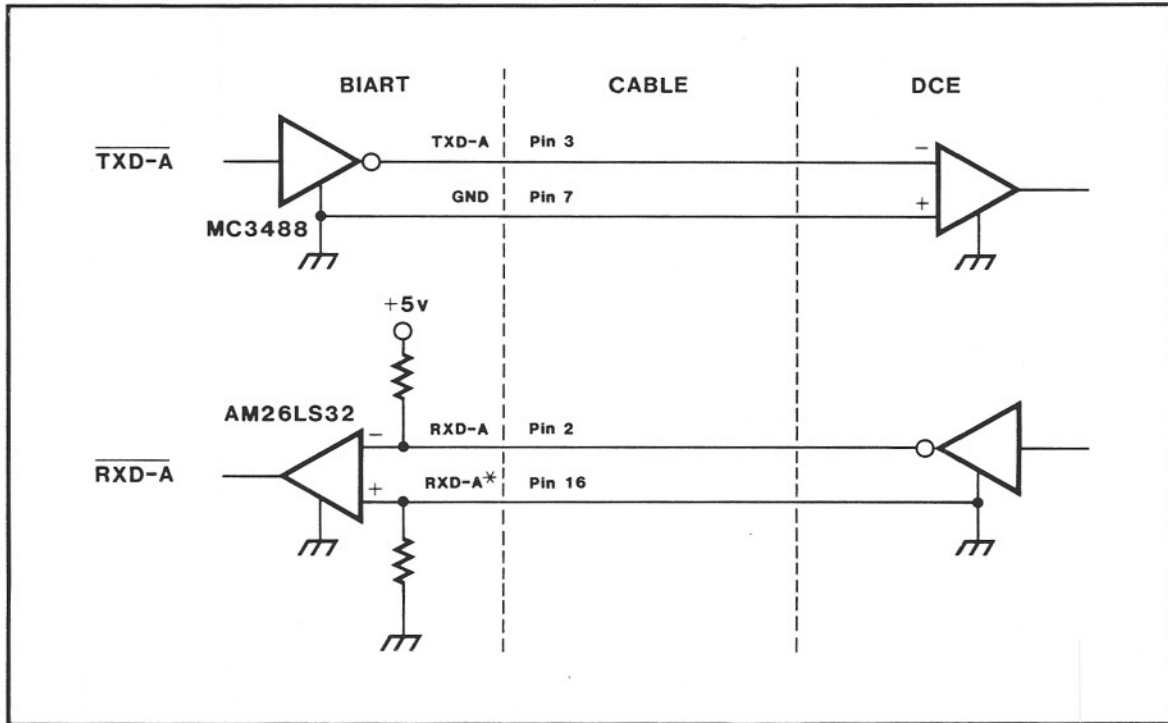 BIART CABLE DCE
TXD-A
TXD-A Pin 3
−
GND Pin 7
+
MC3488
+5v
AM26LS32
−
RXD-A Pin 2
RXD-A
+
RXD-A* Pin 16